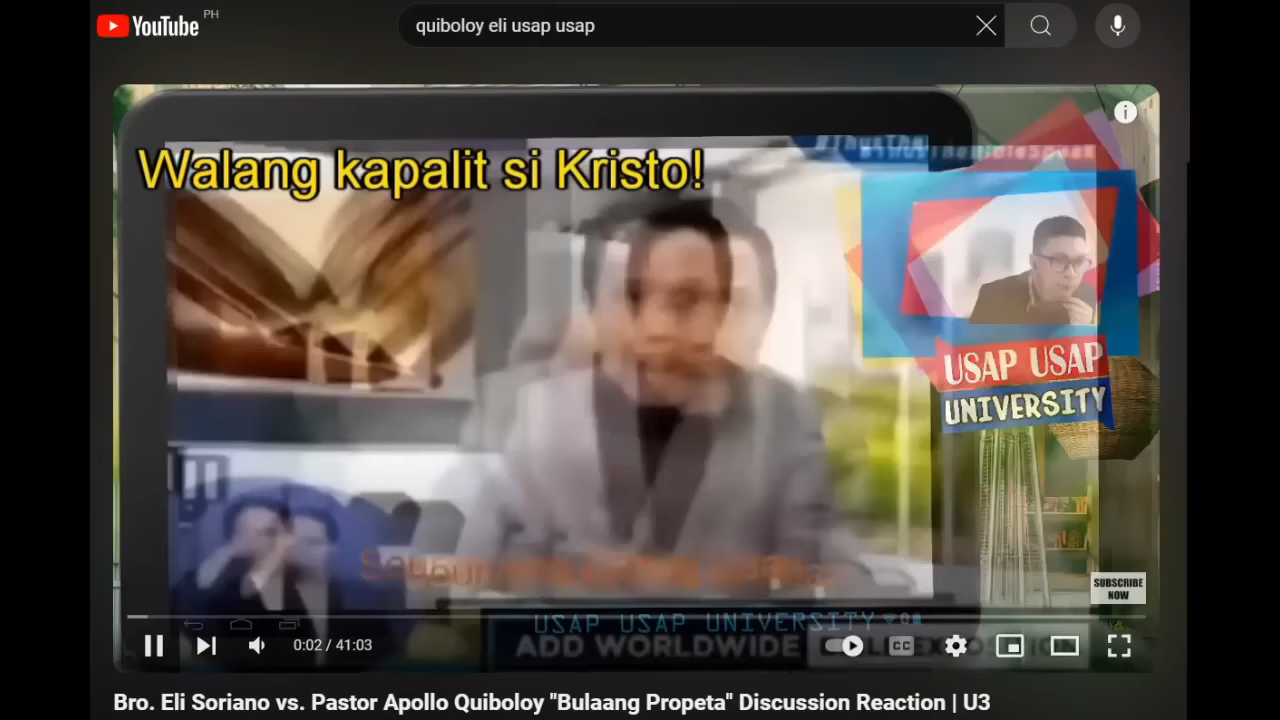 YouTube PH
quiboloy eli usap usap
Walang kapalit si Kristo!
USAP USAP
UNIVERSITY
SUBSCRIBE
NOW
USAP USAP UNIVERSITY
ADD WORLDWIDE
0:02 / 41:03
CC
Bro. Eli Soriano vs. Pastor Apollo Quiboloy "Bulaang Propeta" Discussion Reaction | U3